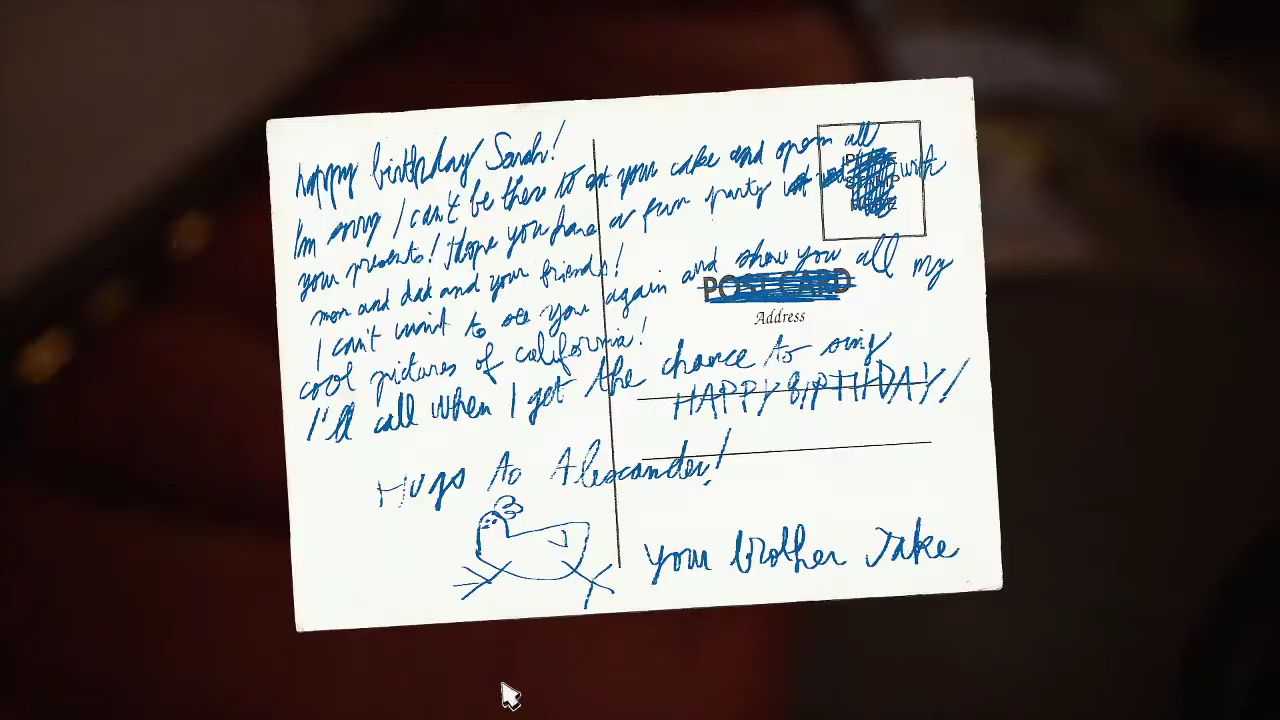 happy birthday Sarah!
I'm sorry I can't be there to eat your cake and open all
your presents! I hope you have a fun party with
mom and dad and your friends!
I can't wait to see you again and show you all my
cool pictures of california!
POST CARD
Address
I'll call when I get the chance to sing
HAPPY BIRTHDAY!
Hugs to Alexander!
your brother Jake